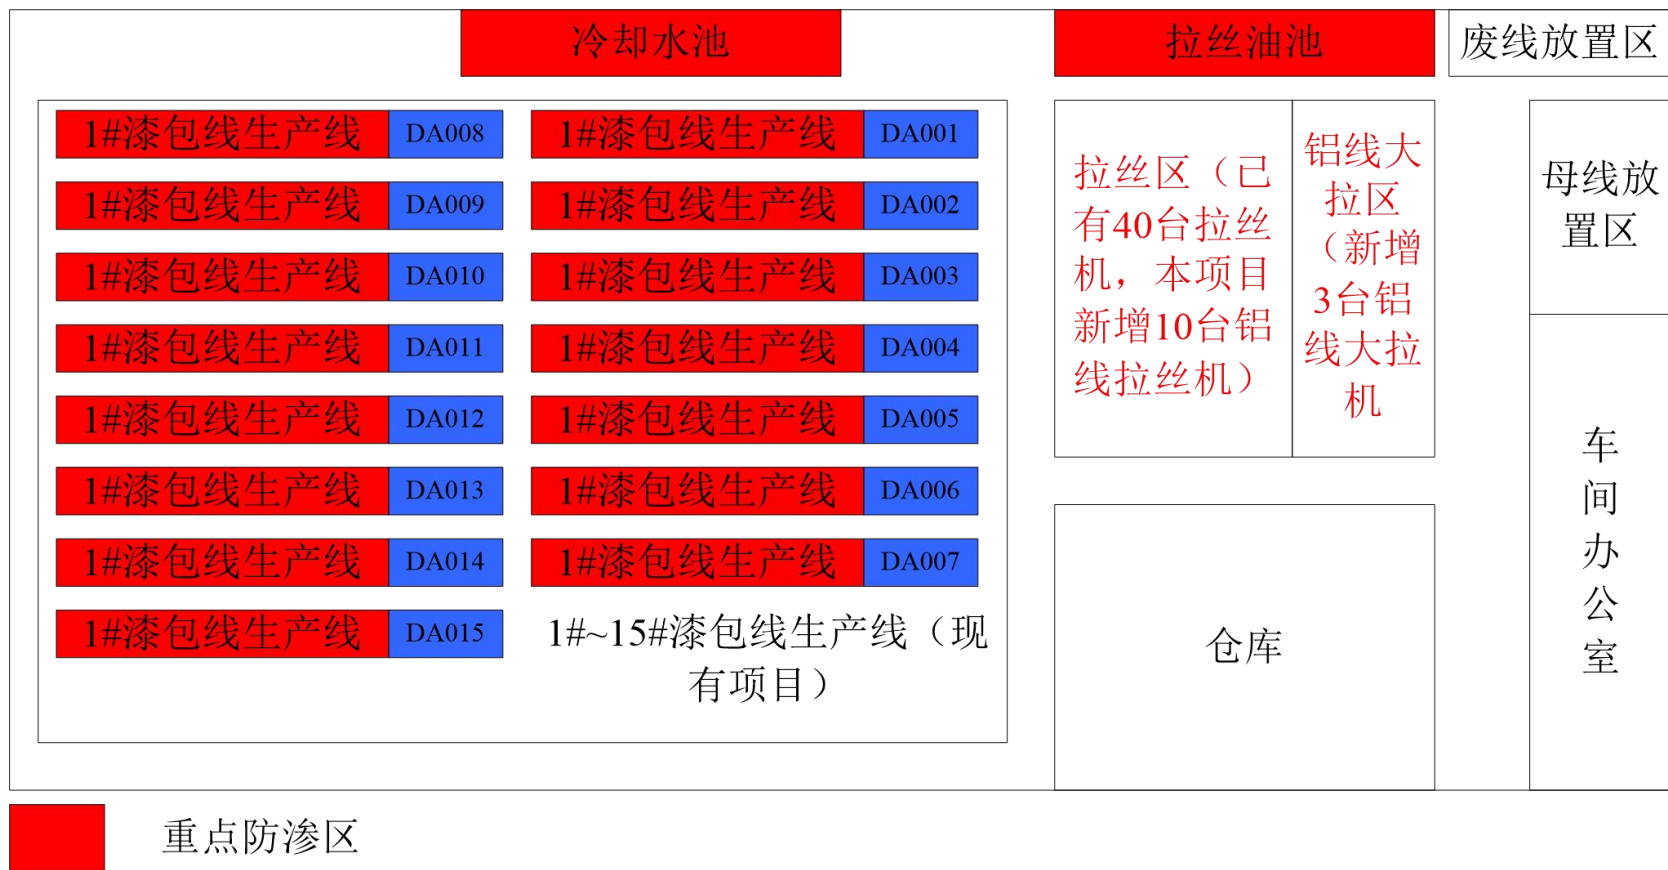 冷却水池
拉丝油池
废线放置区
1#漆包线生产线 DA008
1#漆包线生产线 DA001
1#漆包线生产线 DA009
1#漆包线生产线 DA002
1#漆包线生产线 DA010
1#漆包线生产线 DA003
1#漆包线生产线 DA011
1#漆包线生产线 DA004
1#漆包线生产线 DA012
1#漆包线生产线 DA005
1#漆包线生产线 DA013
1#漆包线生产线 DA006
1#漆包线生产线 DA014
1#漆包线生产线 DA007
1#漆包线生产线 DA015
1#~15#漆包线生产线（现
有项目）
拉丝区（已
有40台拉丝
机，本项目
新增10台铝
线拉丝机）
铝线大
拉区
（新增
3台铝
线大拉
机
母线放
置区
车
间
办
公
室
仓库
重点防渗区